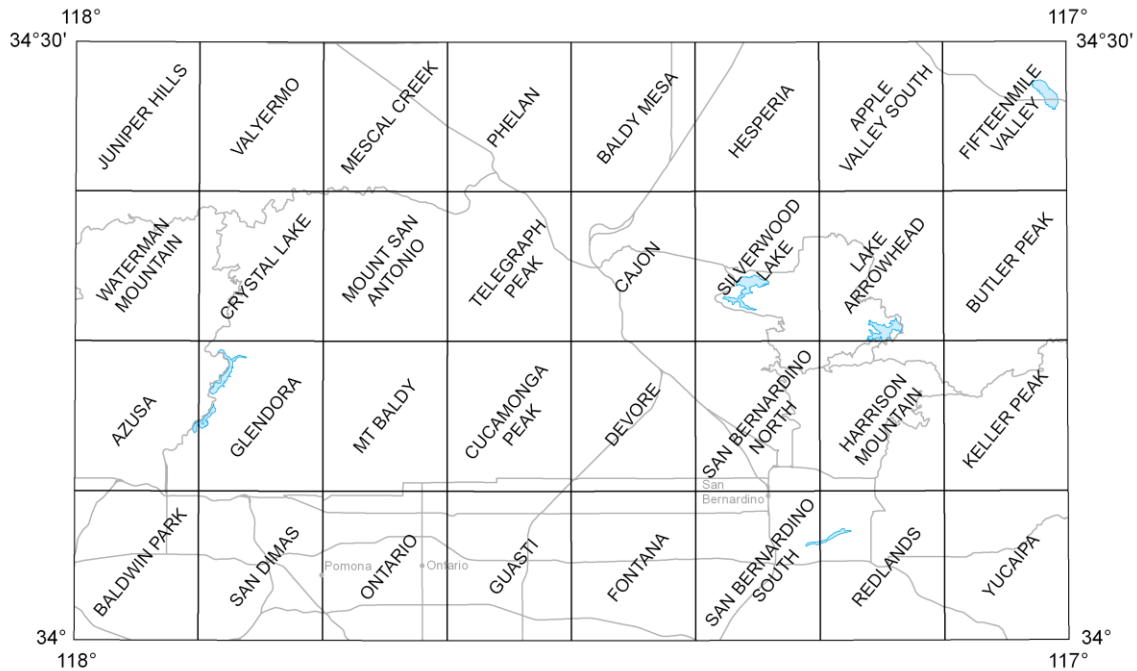 118°
117°
34°30'
34°30'
JUNIPER HILLS
VALYERMO
MESCAL CREEK
PHELAN
BALDY MESA
HESPERIA
APPLE
VALLEY SOUTH
FIFTEENMILE
VALLEY
WATERMAN
MOUNTAIN
CRYSTAL LAKE
MOUNT SAN
ANTONIO
TELEGRAPH
PEAK
CAJON
SILVERWOOD
LAKE
LAKE
ARROWHEAD
BUTLER PEAK
AZUSA
GLENDORA
MT BALDY
CUCAMONGA
PEAK
DEVORE
SAN BERNARDINO
NORTH
HARRISON
MOUNTAIN
KELLER PEAK
San
Bernardino
BALDWIN PARK
SAN DIMAS
Pomona
ONTARIO
Ontario
GUASTI
FONTANA
SAN BERNARDINO
SOUTH
REDLANDS
YUCAIPA
34°
34°
118°
117°